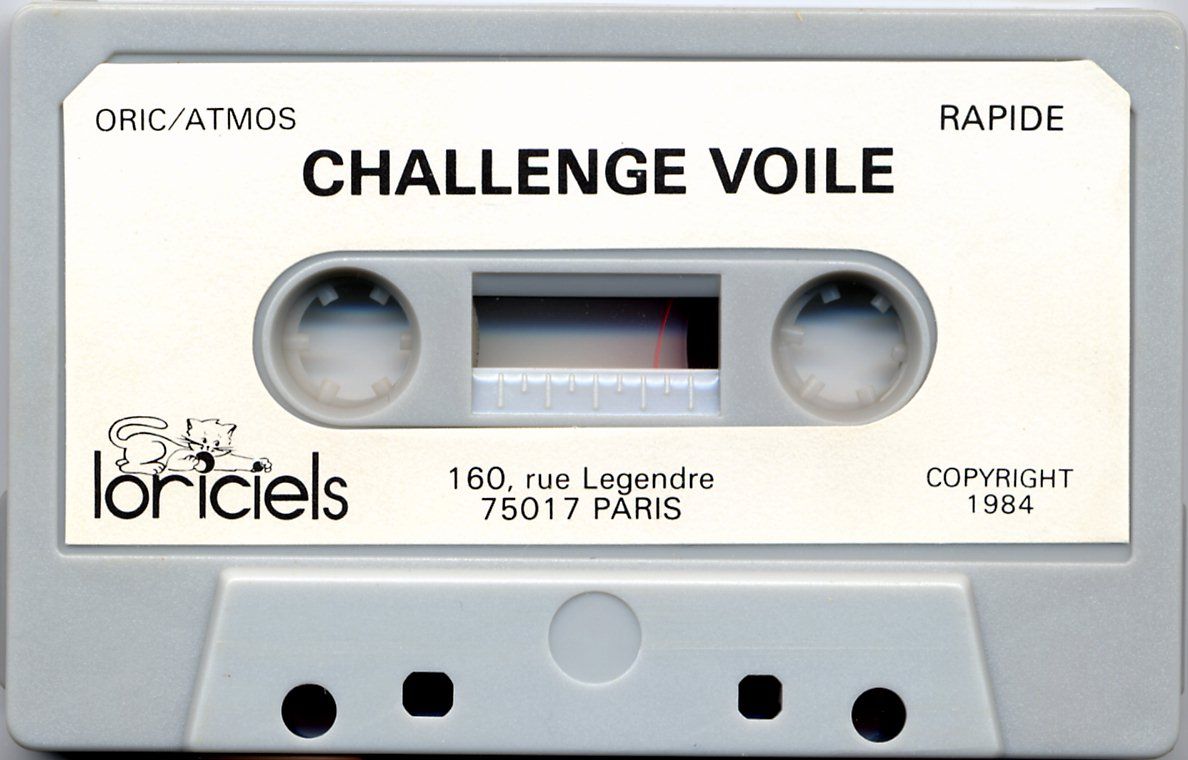 ORIC/ATMOS
RAPIDE
CHALLENGE VOILE
loriciels
160, rue Legendre
75017 PARIS
COPYRIGHT
1984